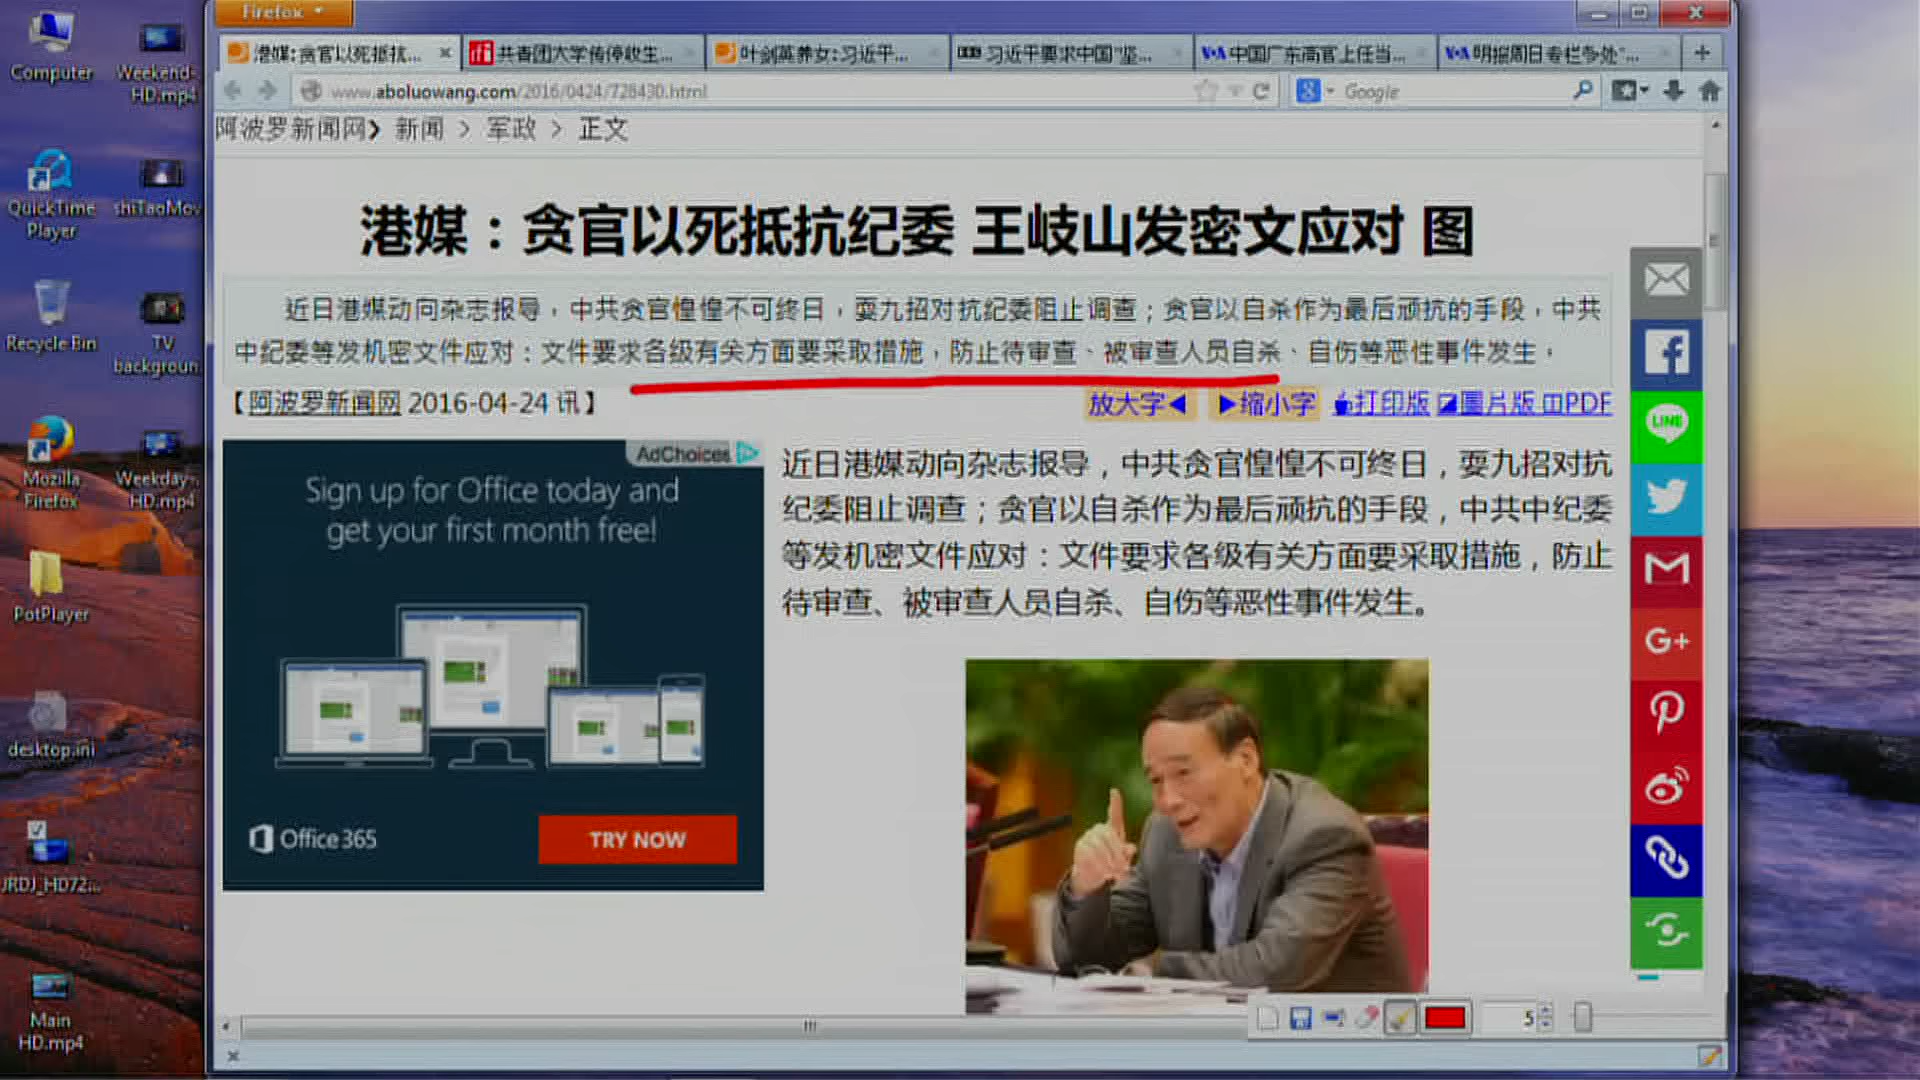 Firefox
港媒:贪官以死抵抗...
共青团大学传停收生...
叶剑英养女:习近平...
习近平要求中国"坚...
中国广东高官上任当...
明报周日专栏多处"...
www.aboluowang.com/2016/0424/728430.html
Google
阿波罗新闻网> 新闻 > 军政 > 正文
港媒：贪官以死抵抗纪委 王岐山发密文应对 图
近日港媒动向杂志报导，中共贪官惶惶不可终日，耍九招对抗纪委阻止调查；贪官以自杀作为最后顽抗的手段，中共
中纪委等发机密文件应对：文件要求各级有关方面要采取措施，防止待审查、被审查人员自杀、自伤等恶性事件发生，
【阿波罗新闻网 2016-04-24 讯】
放大字◀ ▶缩小字 打印版 圖片版 PDF
AdChoices
Sign up for Office today and
get your first month free!
Office 365
TRY NOW
近日港媒动向杂志报导，中共贪官惶惶不可终日，耍九招对抗
纪委阻止调查；贪官以自杀作为最后顽抗的手段，中共中纪委
等发机密文件应对：文件要求各级有关方面要采取措施，防止
待审查、被审查人员自杀、自伤等恶性事件发生。
LINE
G+
5
Computer
Weekend-
HD.mp4
QuickTime
Player
shiTaoMov
Recycle Bin
TV
backgroun
Mozilla
Firefox
Weekday-
HD.mp4
PotPlayer
desktop.ini
JRDJ_HD72...
Main
HD.mp4